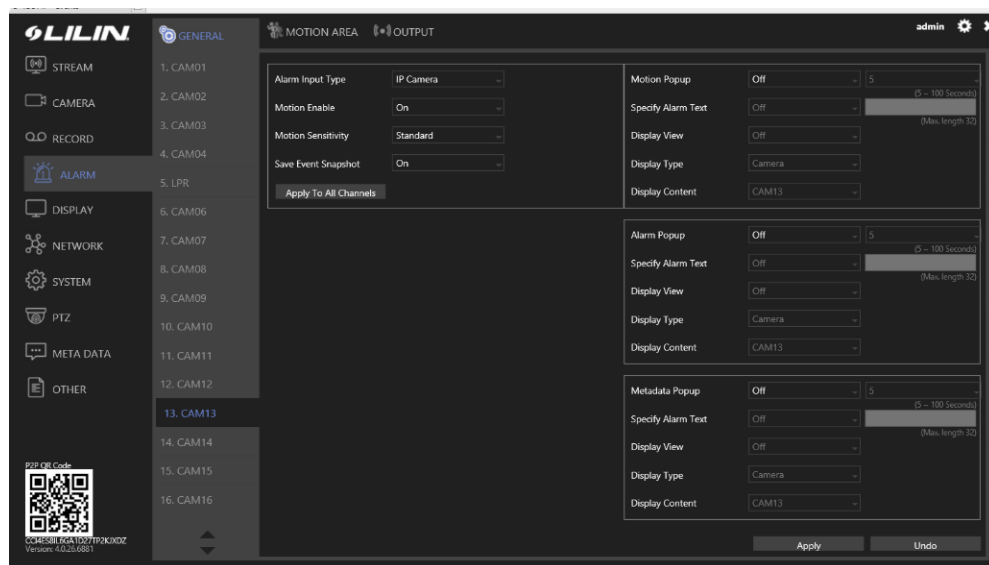 LILIN
admin
GENERAL
MOTION AREA
OUTPUT
STREAM
CAMERA
RECORD
ALARM
DISPLAY
NETWORK
SYSTEM
PTZ
META DATA
OTHER
P2P QR Code
Version: 4.0.26.6881
1. CAM01
2. CAM02
3. CAM03
4. CAM04
5. LPR
6. CAM06
7. CAM07
8. CAM08
9. CAM09
10. CAM10
11. CAM11
12. CAM12
13. CAM13
14. CAM14
15. CAM15
16. CAM16
Alarm Input Type IP Camera
Motion Enable On
Motion Sensitivity Standard
Save Event Snapshot On
Apply To All Channels
Motion Popup Off 5
(5 ~ 100 Seconds)
Specify Alarm Text Off
(Max. length 32)
Display View Off
Display Type Camera
Display Content CAM13
Alarm Popup Off 5
(5 ~ 100 Seconds)
Specify Alarm Text Off
(Max. length 32)
Display View Off
Display Type Camera
Display Content CAM13
Metadata Popup Off 5
(5 ~ 100 Seconds)
Specify Alarm Text Off
(Max. length 32)
Display View Off
Display Type Camera
Display Content CAM13
Apply Undo